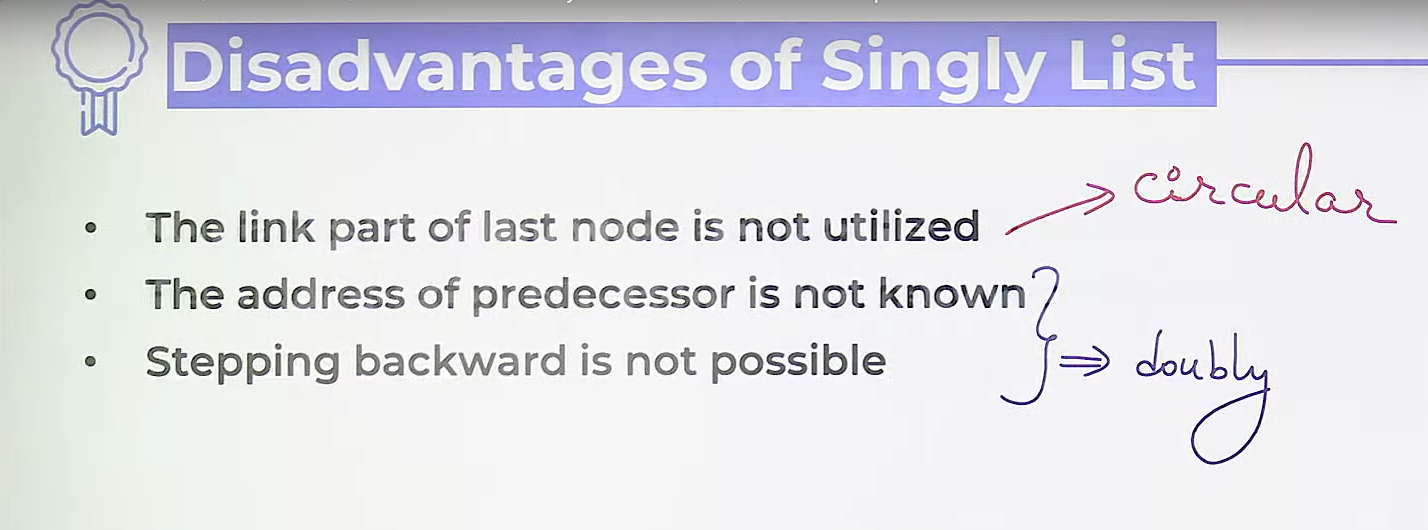 Disadvantages of Singly List
• The link part of last node is not utilized → circular
• The address of predecessor is not known
• Stepping backward is not possible ⇒ doubly